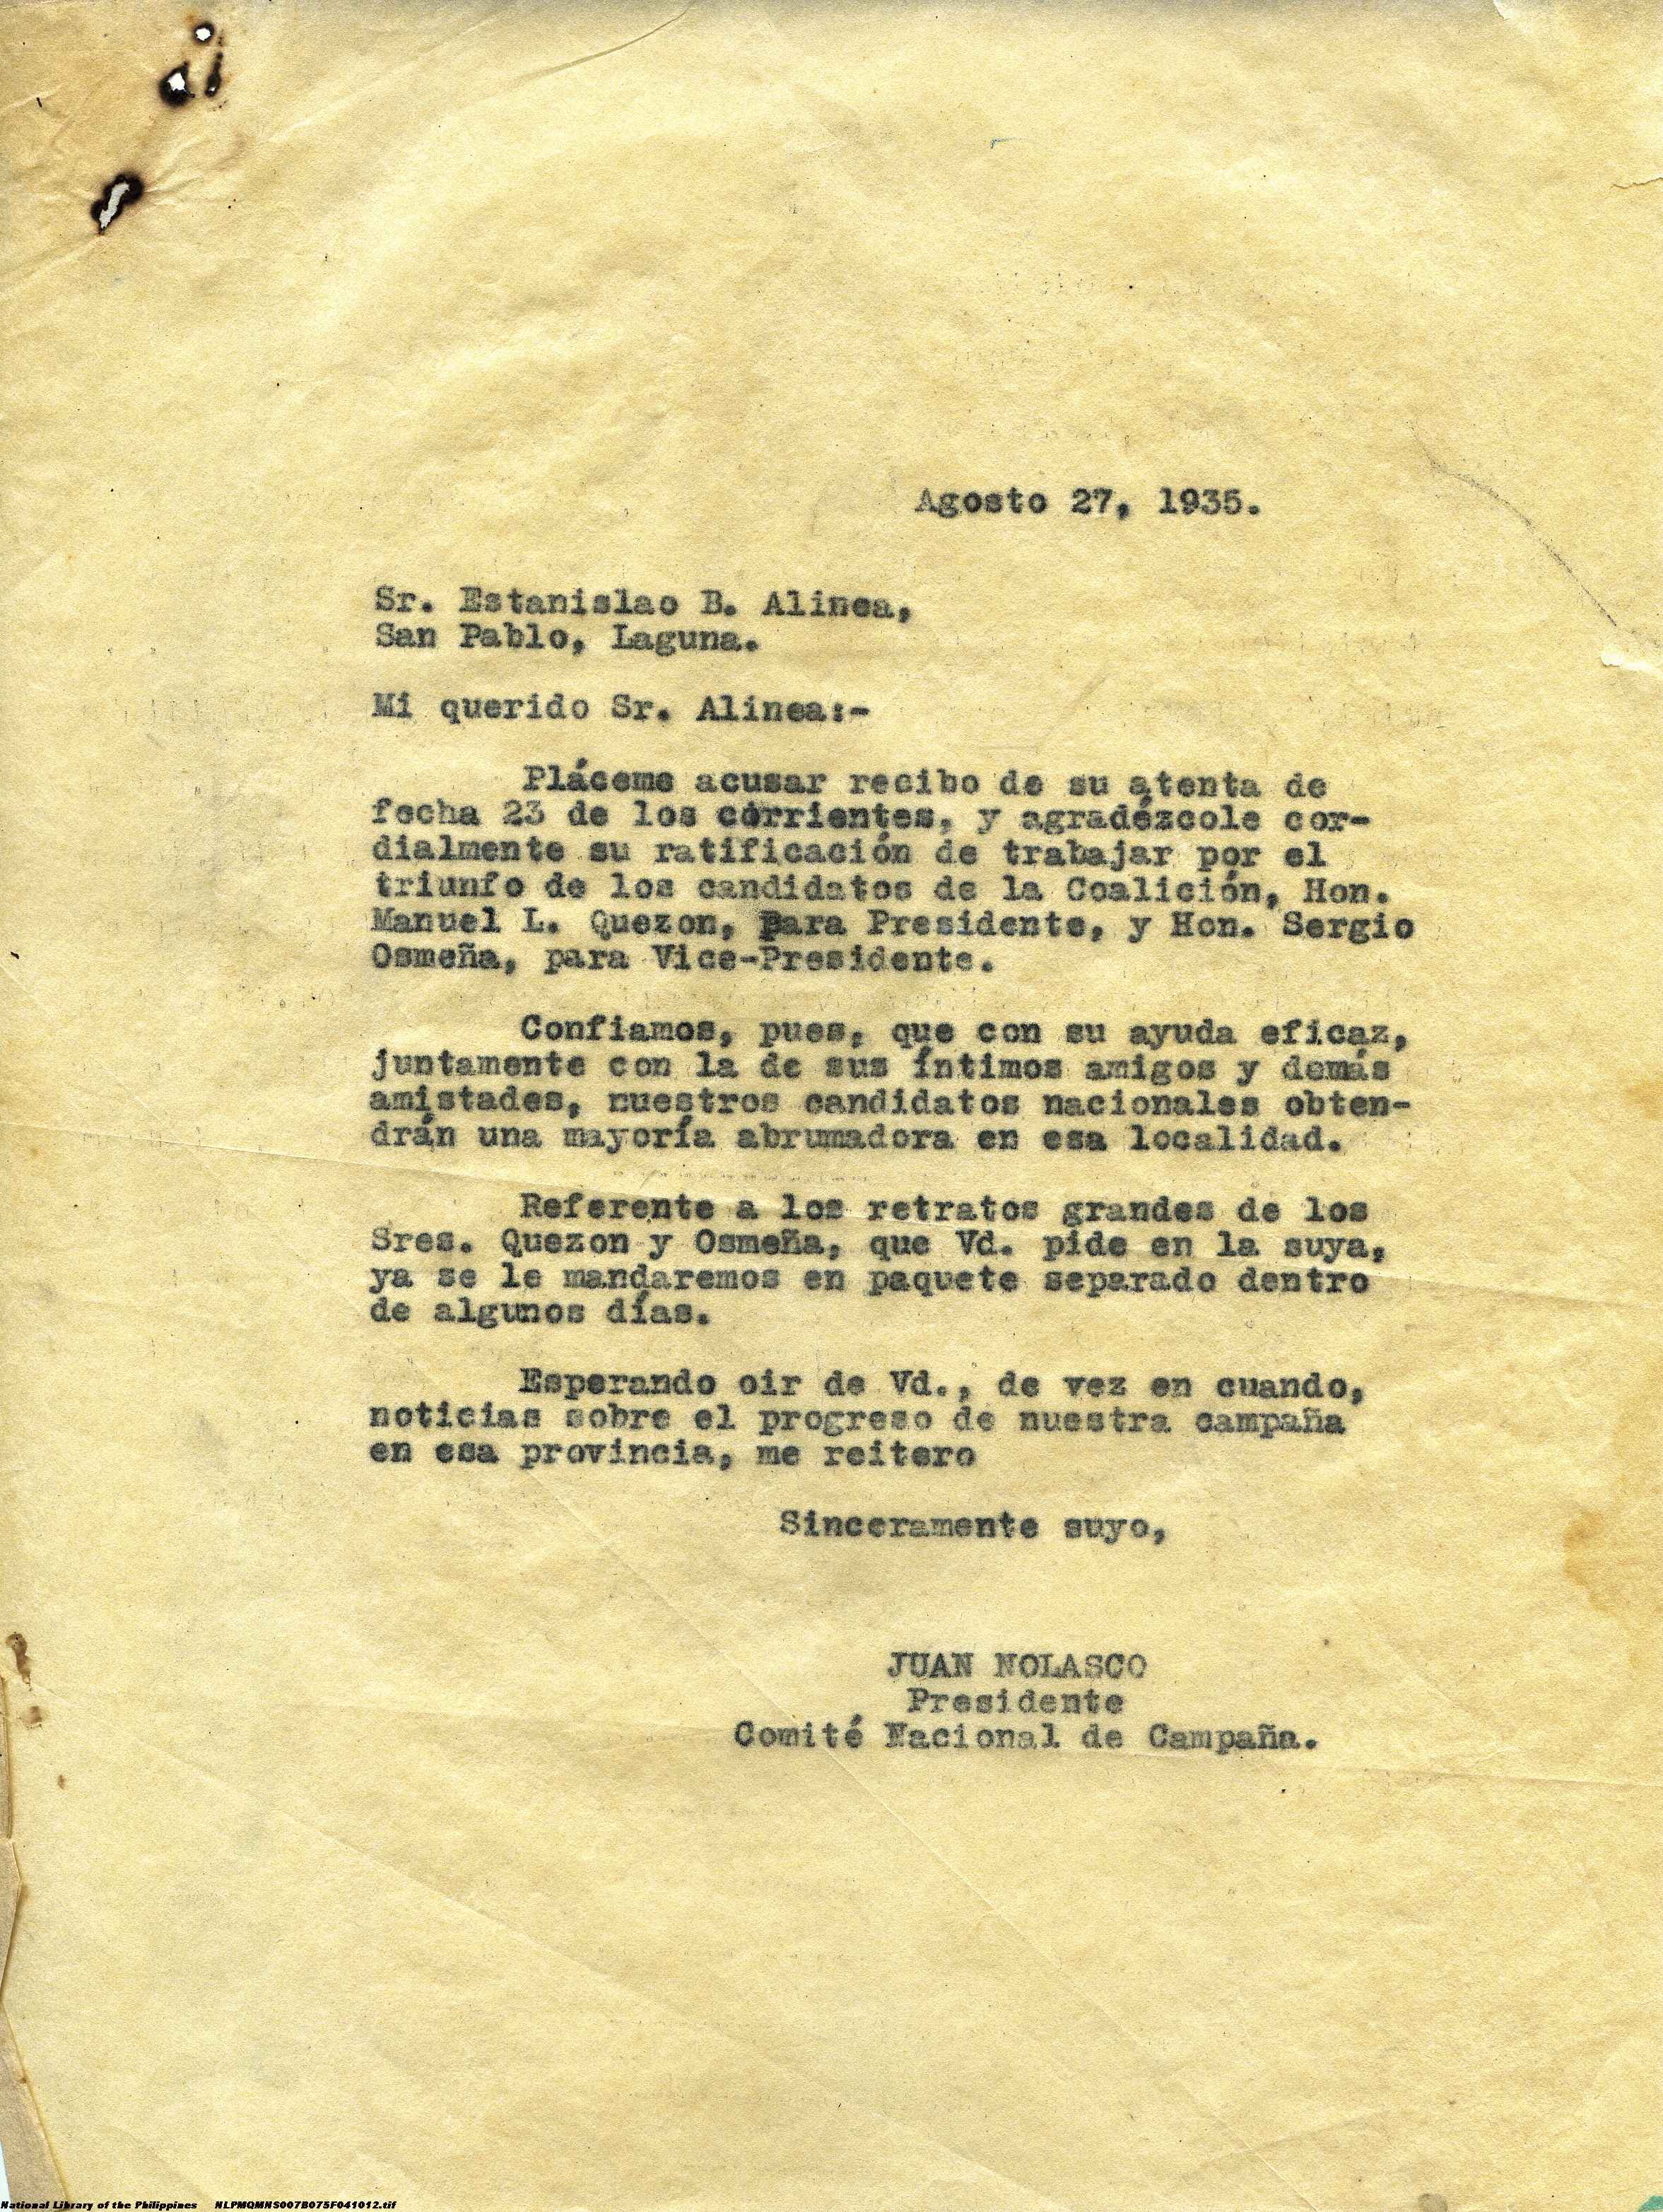 Agosto 27, 1935.
Sr. Estanislao B. Alinea,
San Pablo, Laguna.
Mi querido Sr. Alinea:-
Pláceme acusar recibo de su atenta de
fecha 23 de los corrientes, y agradézcole cor-
dialmente su ratificación de trabajar por el
triunfo de los candidatos de la Coalición, Hon.
Manuel L. Quezon, para Presidente, y Hon. Sergio
Osmeña, para Vice-Presidente.
Confiamos, pues, que con su ayuda eficaz,
juntamente con la de sus íntimos amigos y demás
amistades, nuestros candidatos nacionales obten-
drán una mayoría abrumadora en esa localidad.
Referente a los retratos grandes de los
Sres. Quezon y Osmeña, que Vd. pide en la suya,
ya se le mandaremos en paquete separado dentro
de algunos días.
Esperando oir de Vd., de vez en cuando,
noticias sobre el progreso de nuestra campaña
en esa provincia, me reitero
Sinceramente suyo,
JUAN NOLASCO
Presidente
Comité Nacional de Campaña.
National Library of the Philippines NLPMQMNS007B075F041012.tif